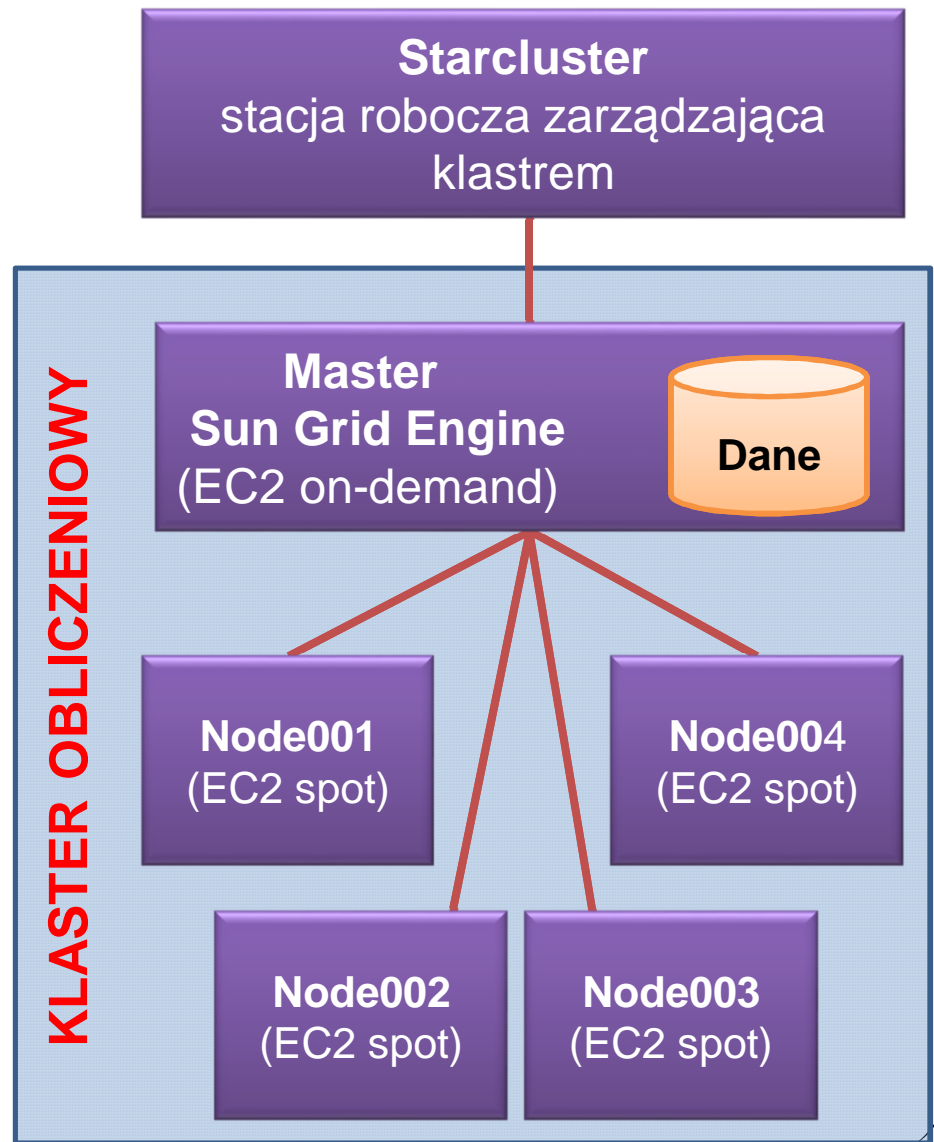 Starcluster
stacja robocza zarządzająca
klastrem
KLASTER OBLICZENIOWY
Master
Sun Grid Engine
(EC2 on-demand)
Dane
Node001
(EC2 spot)
Node004
(EC2 spot)
Node002
(EC2 spot)
Node003
(EC2 spot)